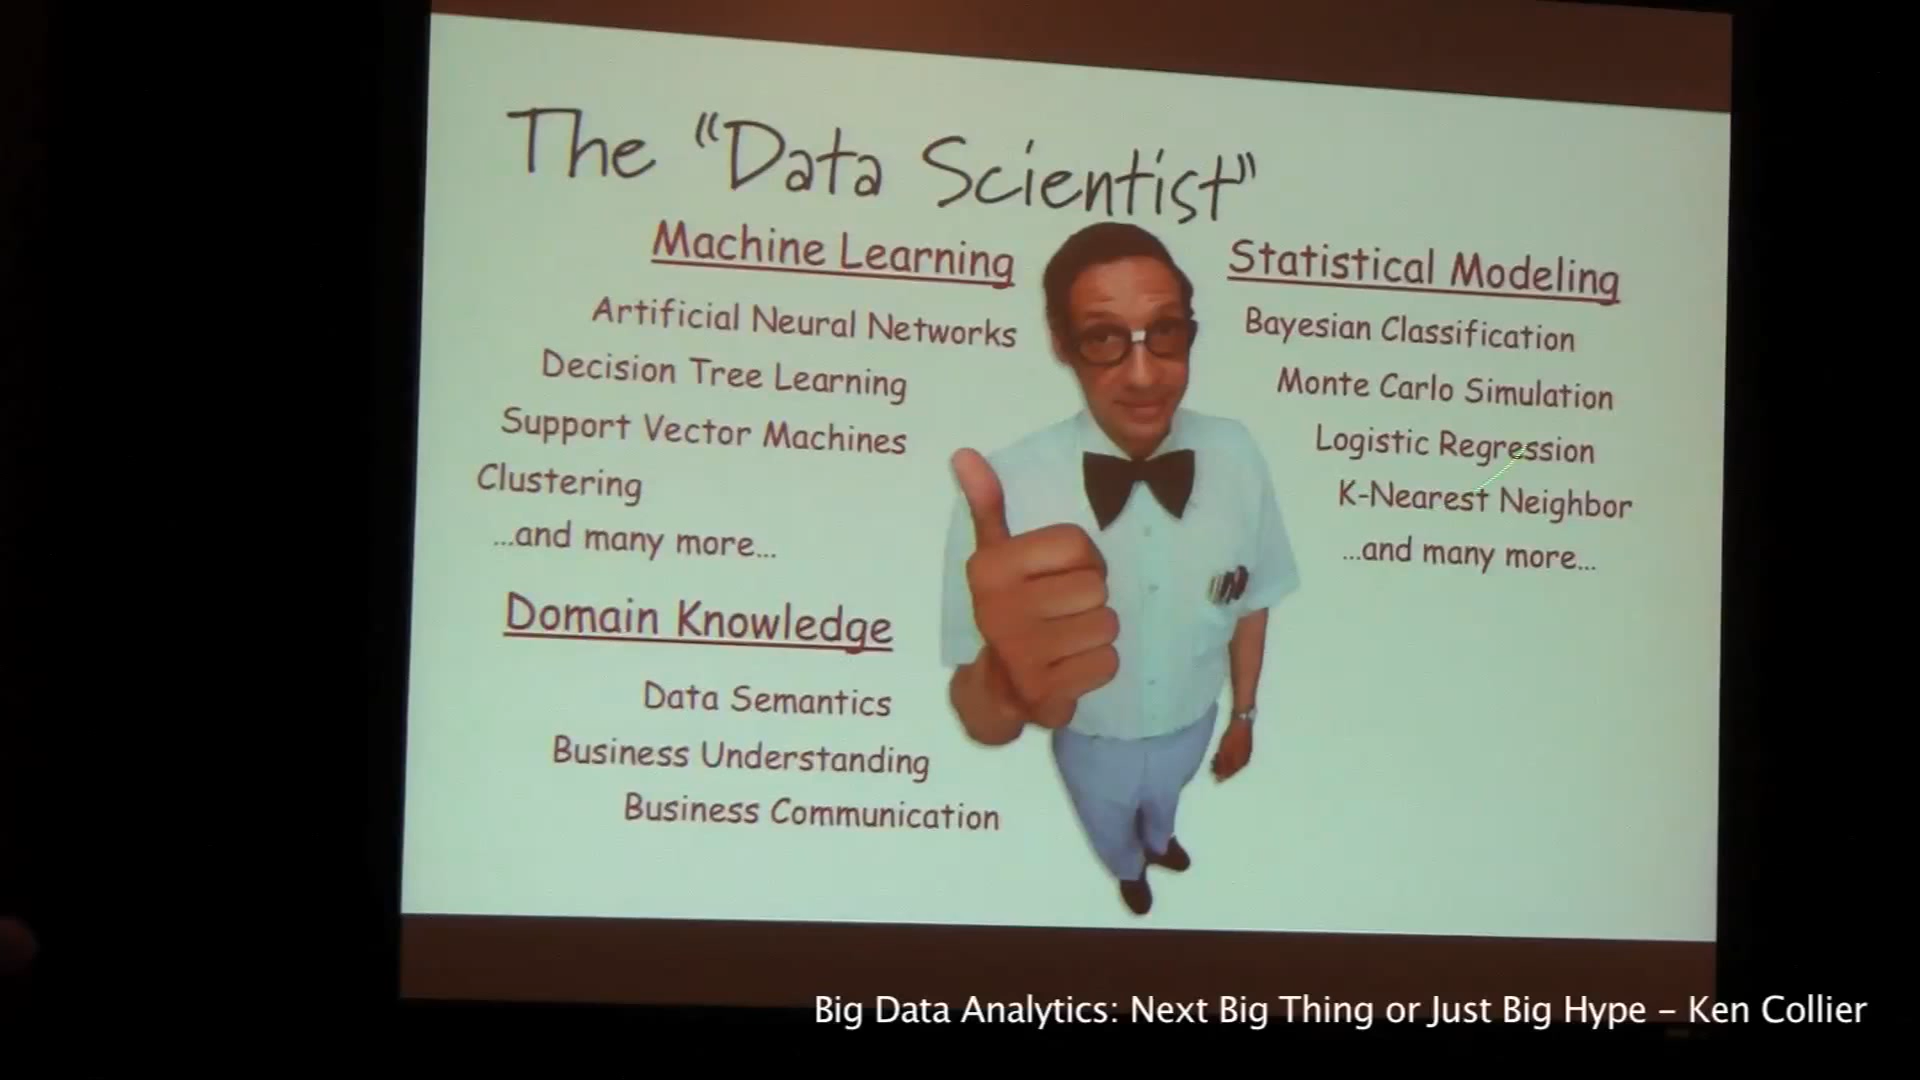 The “Data Scientist”
Machine Learning
Artificial Neural Networks
Decision Tree Learning
Support Vector Machines
Clustering
...and many more...
Statistical Modeling
Bayesian Classification
Monte Carlo Simulation
Logistic Regression
K-Nearest Neighbor
...and many more...
Domain Knowledge
Data Semantics
Business Understanding
Business Communication
Big Data Analytics: Next Big Thing or Just Big Hype – Ken Collier